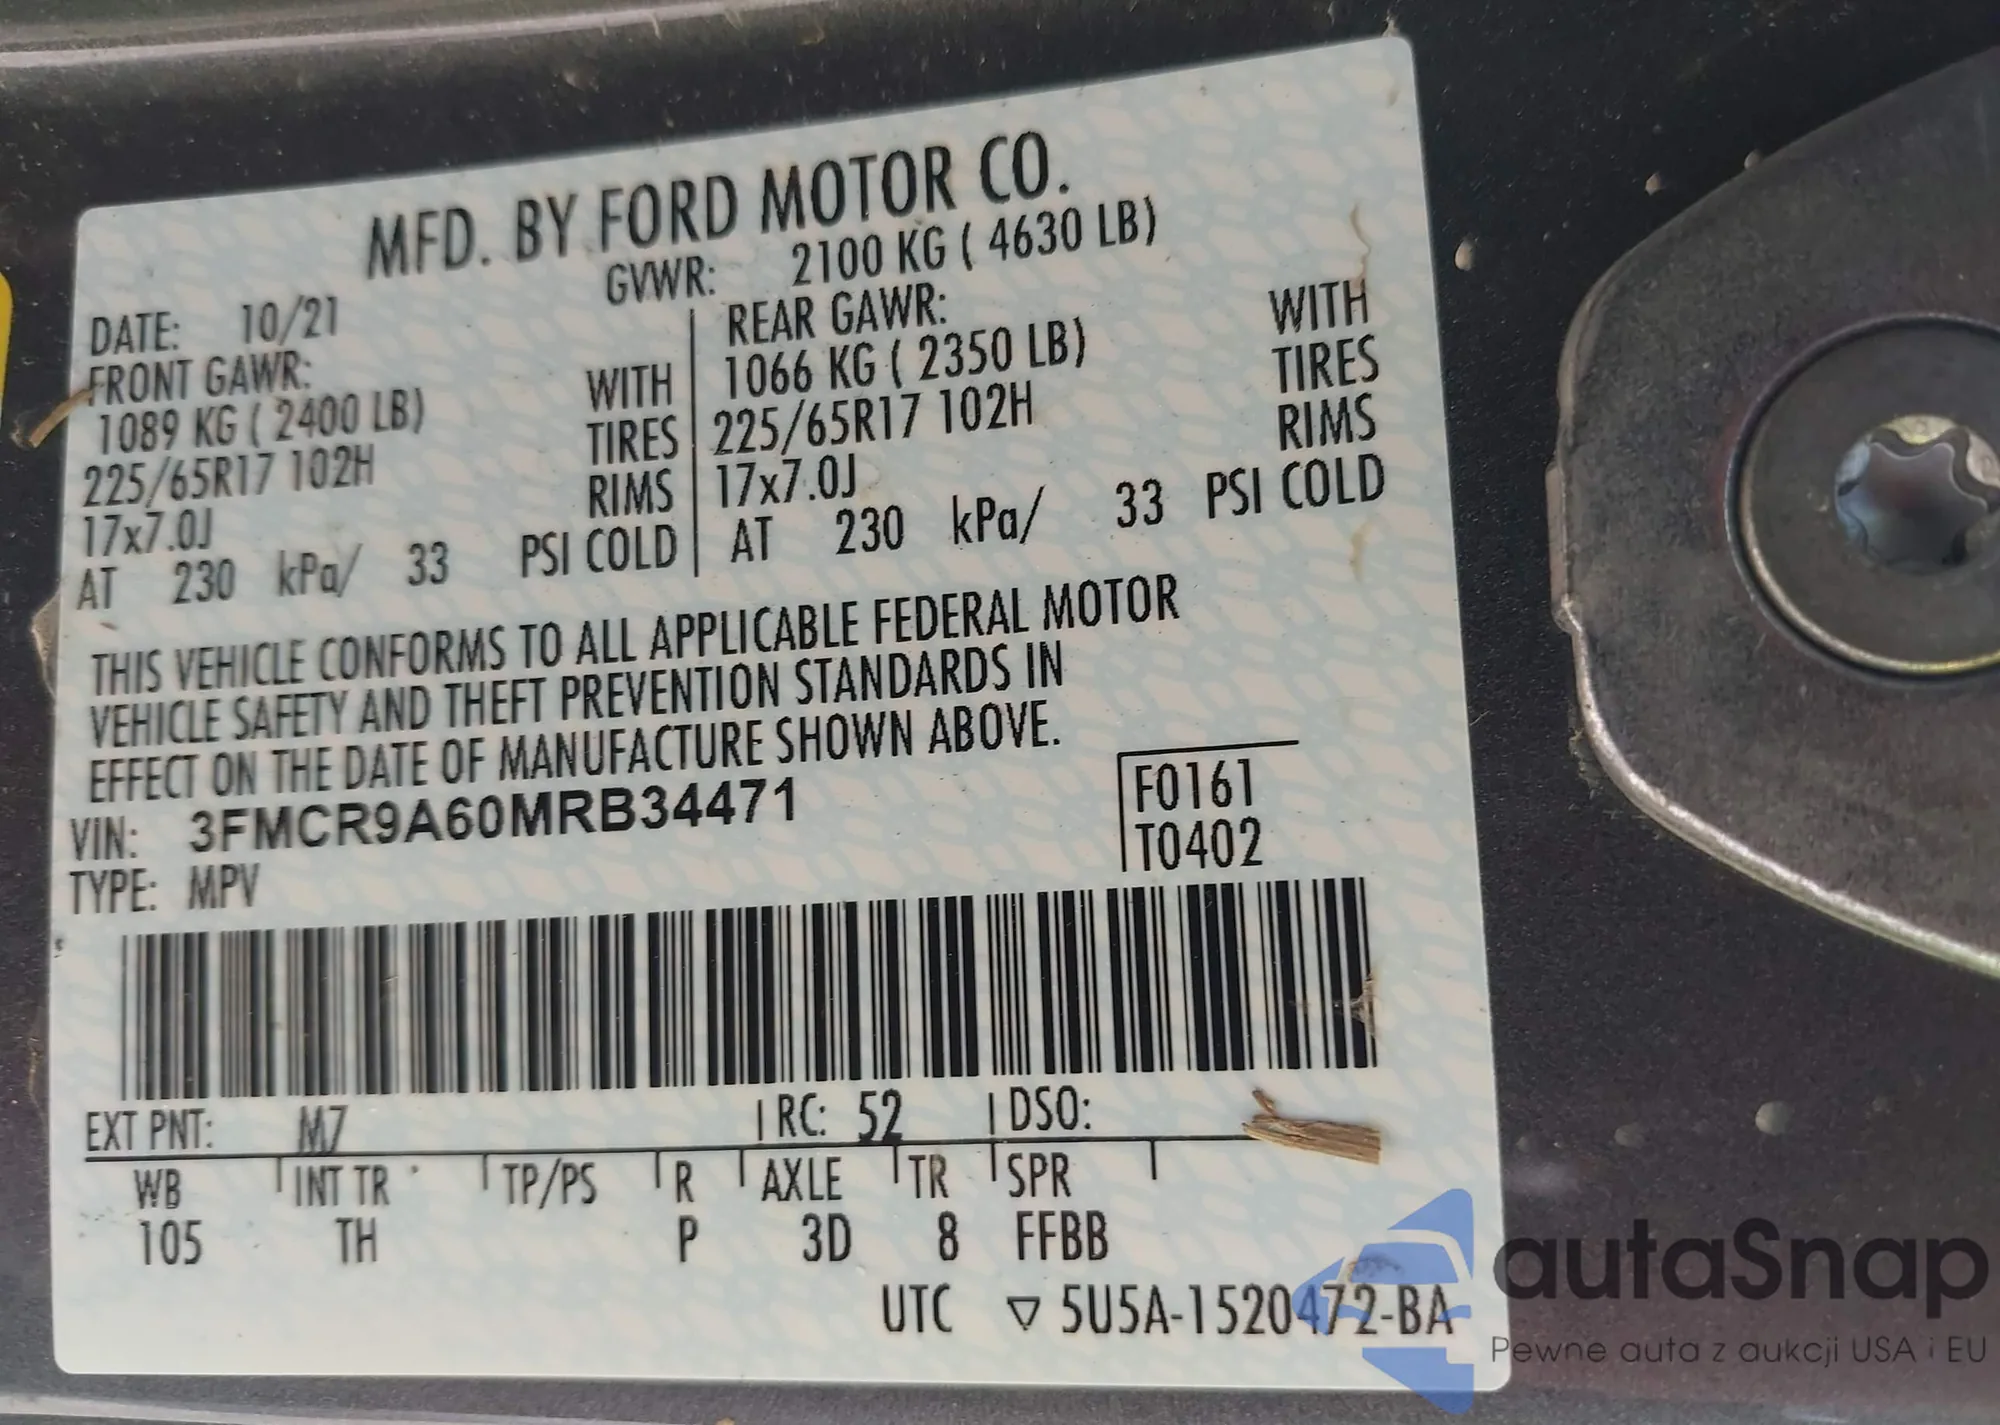 MFD. BY FORD MOTOR CO.
DATE: 10/21
GVWR: 2100 KG ( 4630 LB)
FRONT GAWR:
1089 KG ( 2400 LB) WITH
225/65R17 102H TIRES
17x7.0J RIMS
AT 230 kPa/ 33 PSI COLD
REAR GAWR: WITH
1066 KG ( 2350 LB) TIRES
225/65R17 102H RIMS
17x7.0J
AT 230 kPa/ 33 PSI COLD
THIS VEHICLE CONFORMS TO ALL APPLICABLE FEDERAL MOTOR
VEHICLE SAFETY AND THEFT PREVENTION STANDARDS IN
EFFECT ON THE DATE OF MANUFACTURE SHOWN ABOVE.
VIN: 3FMCR9A60MRB34471
TYPE: MPV
F0161
T0402
EXT PNT: M7 RC: 52 DSO:
WB INT TR TP/PS R AXLE TR SPR
105 TH P 3D 8 FFBB
UTC ▽ 5U5A-1520472-BA
autaSnap
Pewne auta z aukcji USA i EU